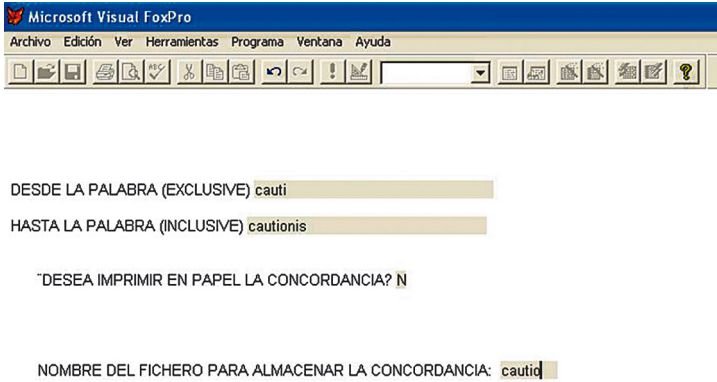 Microsoft Visual FoxPro
Archivo Edición Ver Herramientas Programa Ventana Ayuda
DESDE LA PALABRA (EXCLUSIVE) cauti
HASTA LA PALABRA (INCLUSIVE) cautionis
¨DESEA IMPRIMIR EN PAPEL LA CONCORDANCIA? N
NOMBRE DEL FICHERO PARA ALMACENAR LA CONCORDANCIA: cautio